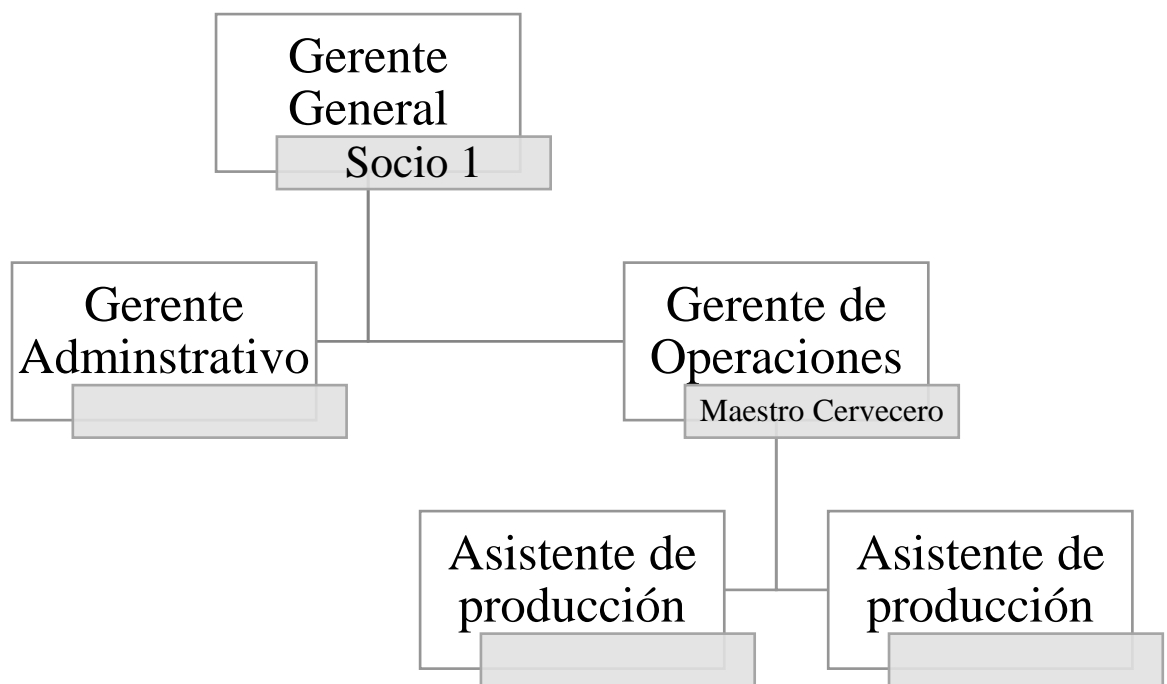 Gerente
General
Socio 1
Gerente
Adminstrativo
Gerente de
Operaciones
Maestro Cervecero
Asistente de
producción
Asistente de
producción